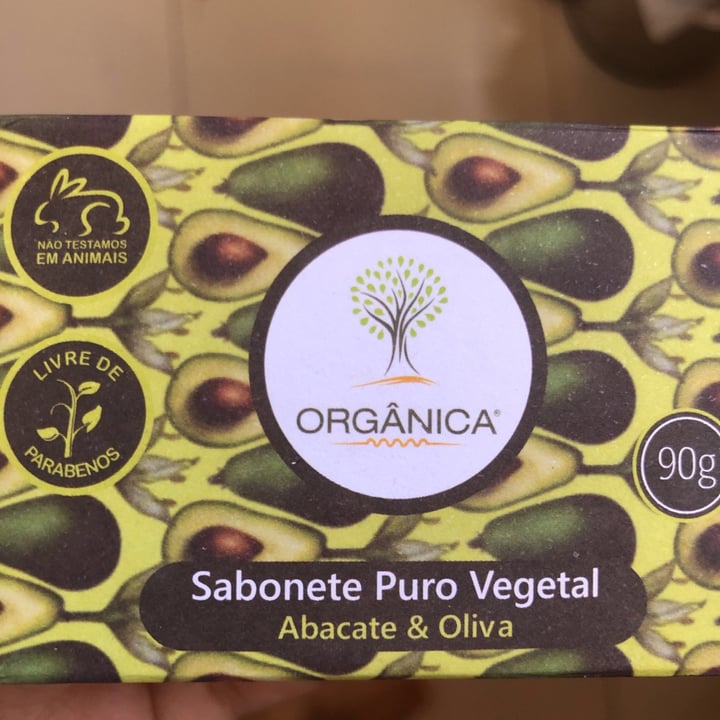 NÃO TESTAMOS
EM ANIMAIS
LIVRE DE
PARABENOS
ORGÂNICA®
90g
Sabonete Puro Vegetal
Abacate & Oliva